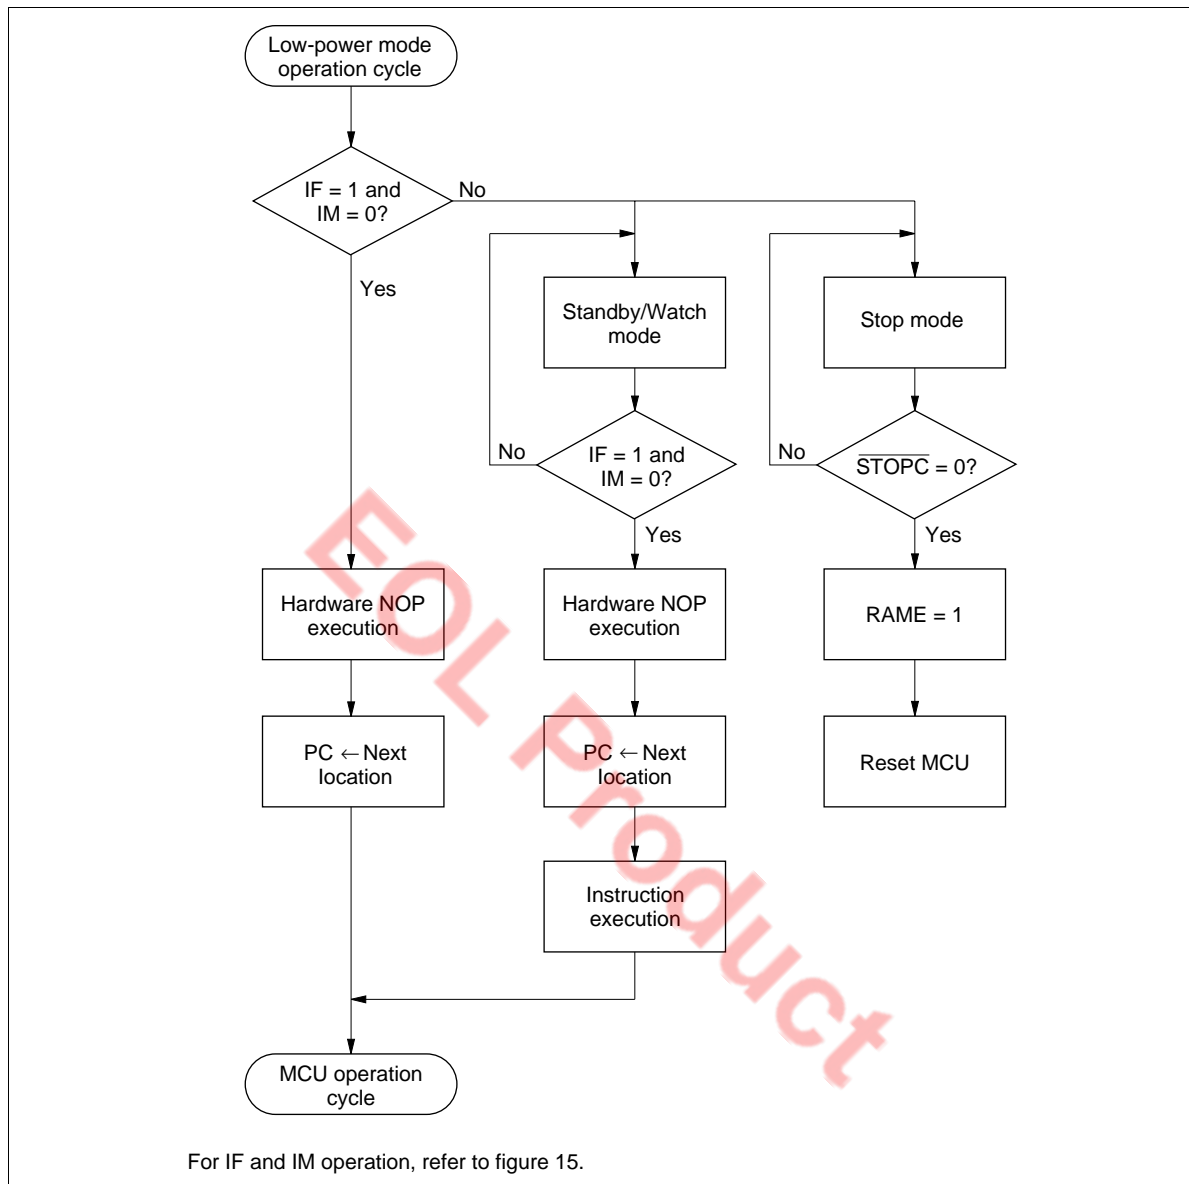 Low-power mode
operation cycle
IF = 1 and
IM = 0?
No
Yes
Standby/Watch
mode
Stop mode
No
IF = 1 and
IM = 0?
Yes
No
STOPC = 0?
Yes
Hardware NOP
execution
Hardware NOP
execution
RAME = 1
PC ← Next
location
PC ← Next
location
Reset MCU
Instruction
execution
MCU operation
cycle
For IF and IM operation, refer to figure 15.
EOL Product